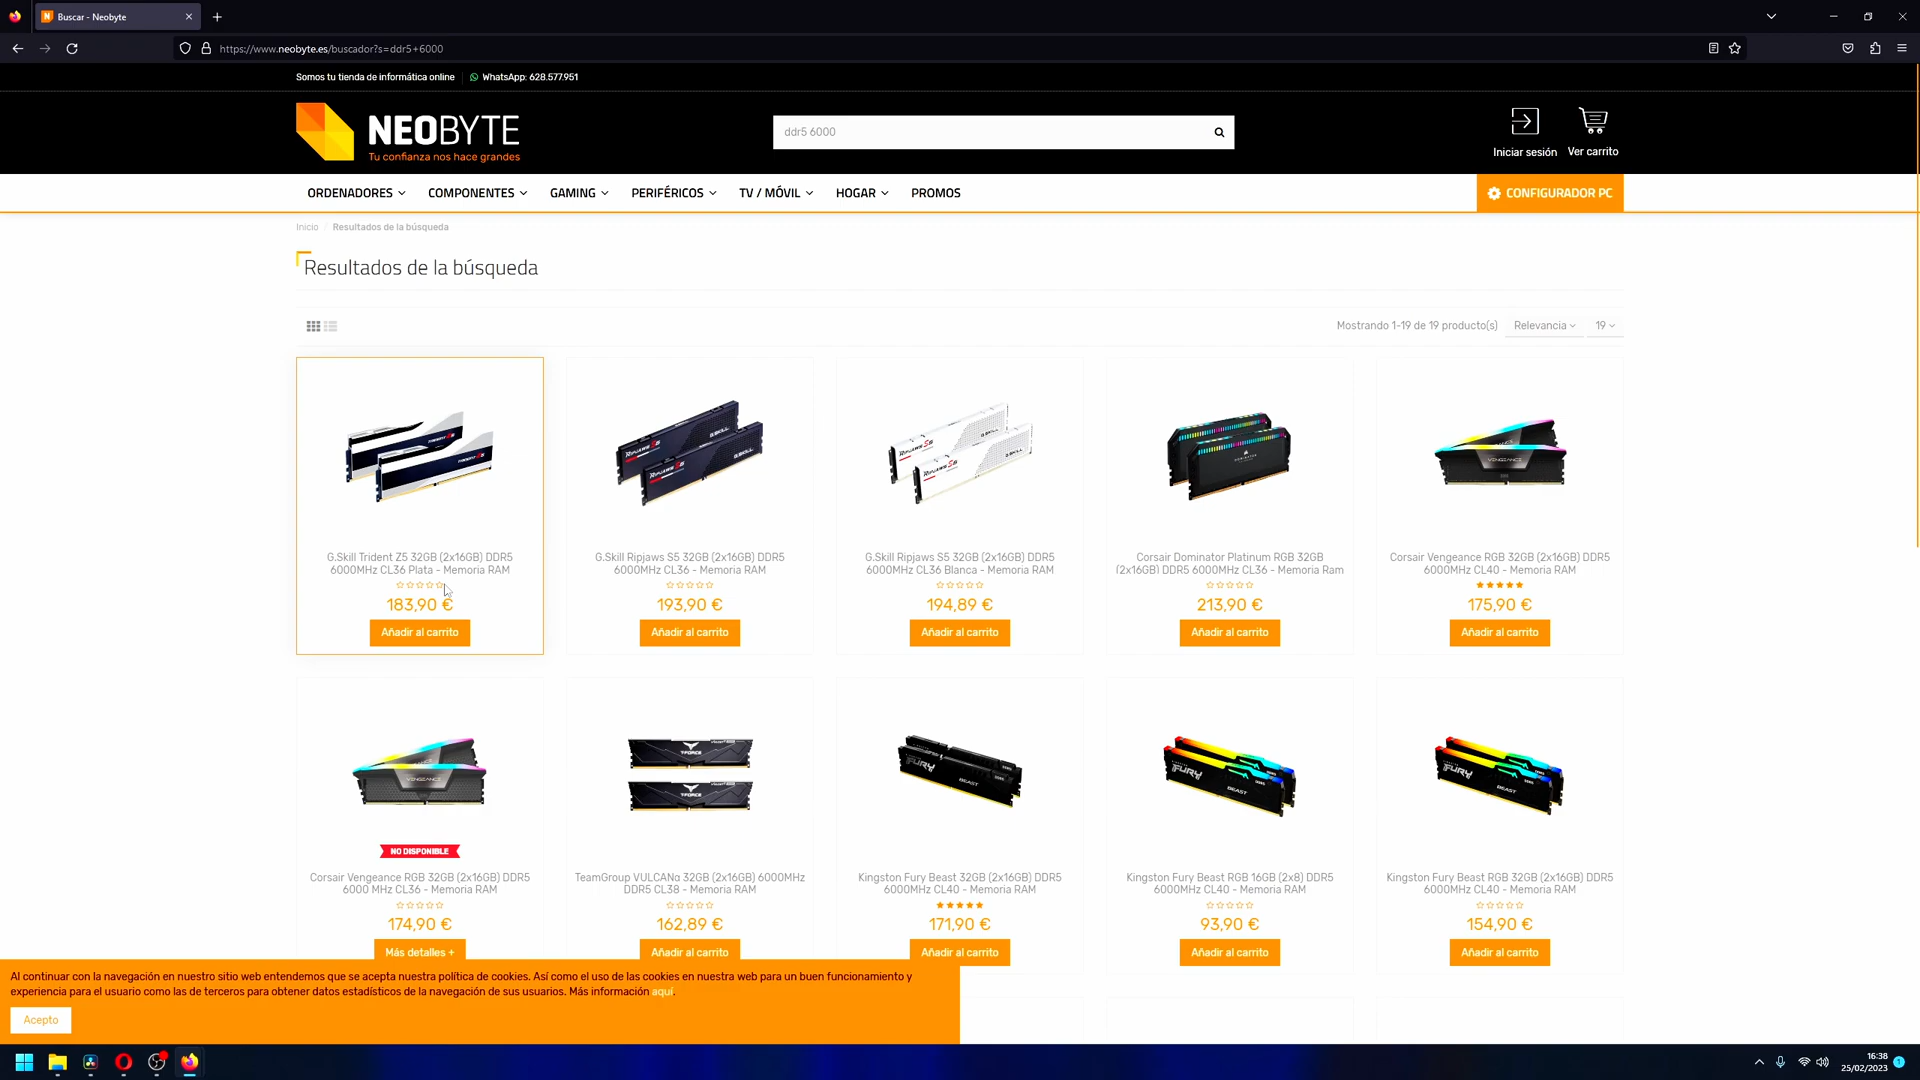 Buscar - Neobyte
https://www.neobyte.es/buscador?s=ddr5+6000
Somos tu tienda de informática online
WhatsApp: 628.577.951
NEOBYTE
Tu confianza nos hace grandes
ddr5 6000
Iniciar sesión
Ver carrito
ORDENADORES
COMPONENTES
GAMING
PERIFÉRICOS
TV / MÓVIL
HOGAR
PROMOS
CONFIGURADOR PC
Inicio / Resultados de la búsqueda
Resultados de la búsqueda
Mostrando 1-19 de 19 producto(s)
Relevancia
19
G.Skill Trident Z5 32GB (2x16GB) DDR5
6000MHz CL36 Plata - Memoria RAM
183,90 €
Añadir al carrito
G.Skill Ripjaws S5 32GB (2x16GB) DDR5
6000MHz CL36 - Memoria RAM
193,90 €
Añadir al carrito
G.Skill Ripjaws S5 32GB (2x16GB) DDR5
6000MHz CL36 Blanca - Memoria RAM
194,89 €
Añadir al carrito
Corsair Dominator Platinum RGB 32GB
(2x16GB) DDR5 6000MHz CL36 - Memoria Ram
213,90 €
Añadir al carrito
VENGEANCE
Corsair Vengeance RGB 32GB (2x16GB) DDR5
6000MHz CL40 - Memoria RAM
175,90 €
Añadir al carrito
VENGEANCE
NO DISPONIBLE
Corsair Vengeance RGB 32GB (2x16GB) DDR5
6000 MHz CL36 - Memoria RAM
174,90 €
Más detalles +
T-FORCE
T-FORCE
TeamGroup VULCANα 32GB (2x16GB) 6000MHz
DDR5 CL38 - Memoria RAM
162,89 €
Añadir al carrito
FURY
BEAST
Kingston Fury Beast 32GB (2x16GB) DDR5
6000MHz CL40 - Memoria RAM
171,90 €
Añadir al carrito
FURY
BEAST
Kingston Fury Beast RGB 16GB (2x8) DDR5
6000MHz CL40 - Memoria RAM
93,90 €
Añadir al carrito
FURY
BEAST
Kingston Fury Beast RGB 32GB (2x16GB) DDR5
6000MHz CL40 - Memoria RAM
154,90 €
Añadir al carrito
Al continuar con la navegación en nuestro sitio web entendemos que se acepta nuestra política de cookies. Así como el uso de las cookies en nuestra web para un buen funcionamiento y
experiencia para el usuario como las de terceros para obtener datos estadísticos de la navegación de sus usuarios. Más información aquí.
Acepto
16:38
25/02/2023
1